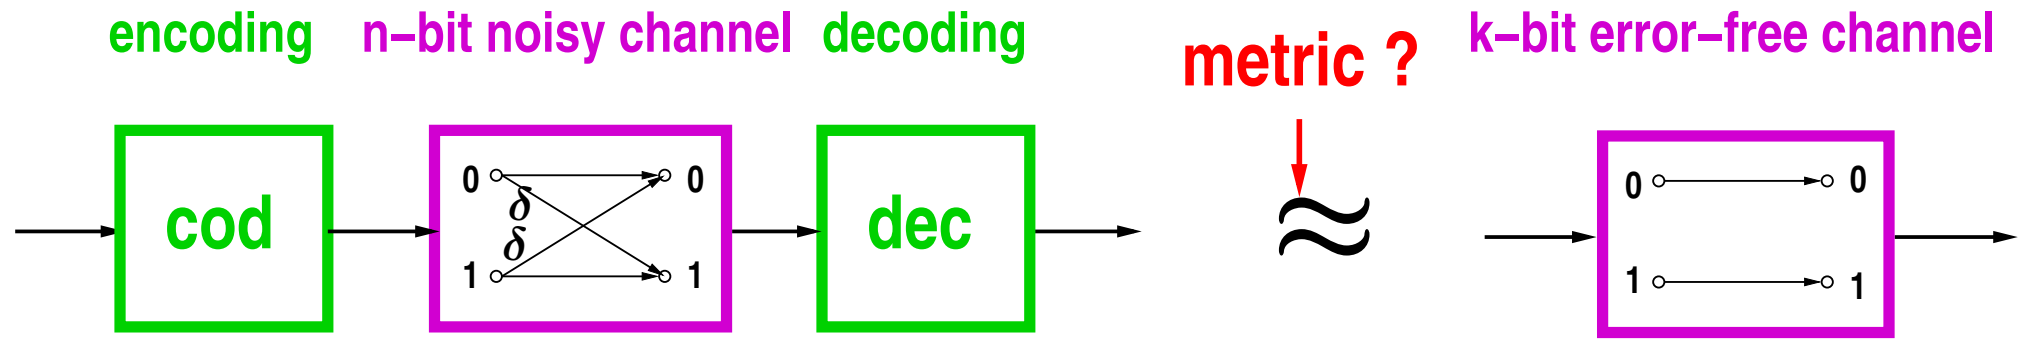 encoding n–bit noisy channel decoding
metric ?
k–bit error–free channel
cod
0 0
δ
δ
1 1
dec
≈
0 0
1 1